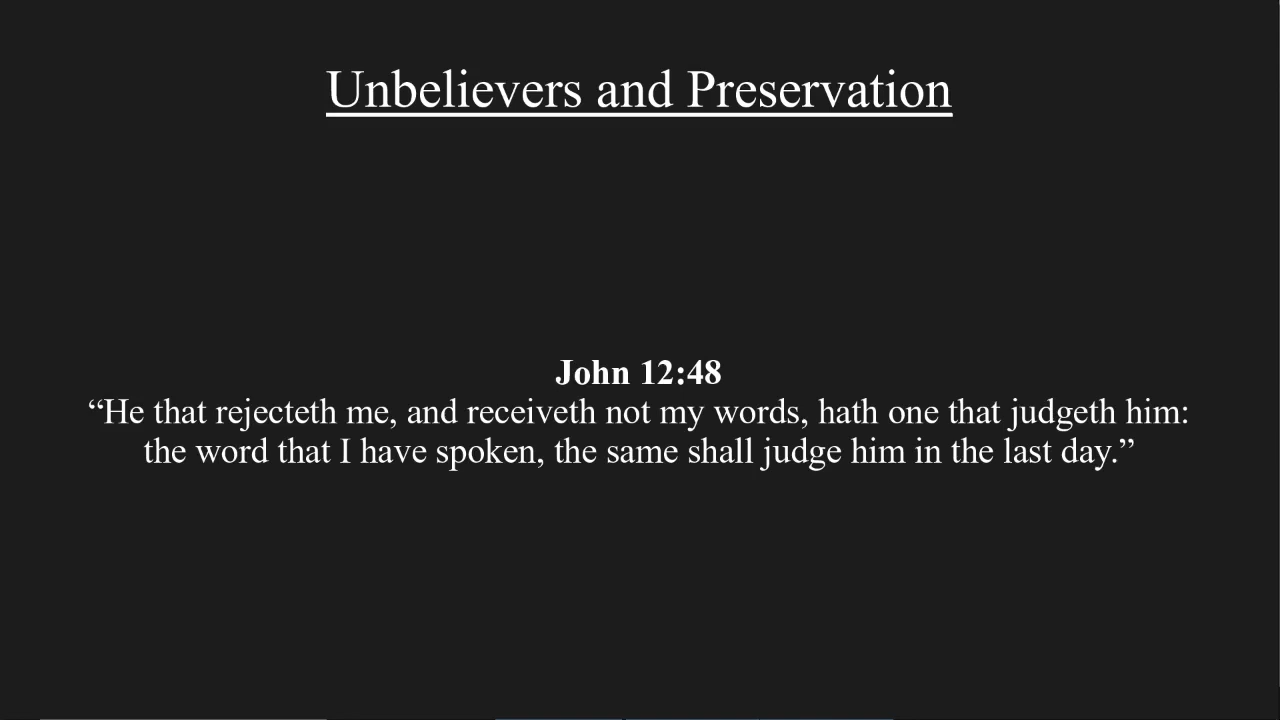 Unbelievers and Preservation
John 12:48
“He that rejecteth me, and receiveth not my words, hath one that judgeth him:
the word that I have spoken, the same shall judge him in the last day.”